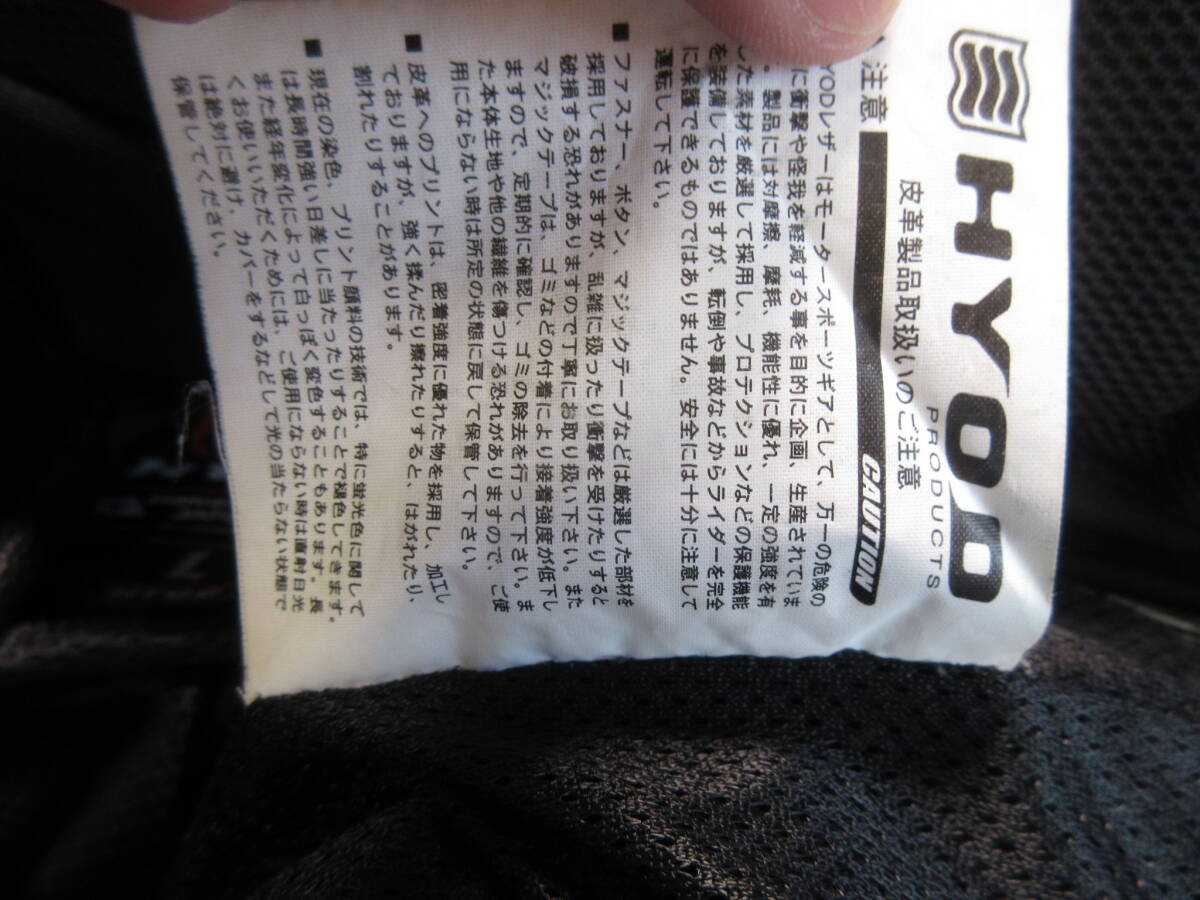 HYOD
PRODUCTS
皮革製品取扱いのご注意
注意
CAUTION
YODレザーはモータースポーツギアとして、万一の危険の
に衝撃や怪我を軽減する事を目的に企画、生産されていま
。製品には対摩擦、摩耗、機能性に優れ、一定の強度を有
した素材を厳選して採用し、プロテクションなどの保護機能
を装備しておりますが、転倒や事故などからライダーを完全
に保護できるものではありません。安全には十分に注意して
運転して下さい。
■ファスナー、ボタン、マジックテープなどは厳選した部材を
採用しておりますが、乱雑に扱ったり衝撃を受けたりすると
破損する恐れがありますので丁寧にお取り扱い下さい。また
マジックテープは、ゴミなどの付着により接着強度が低下し
ますので、定期的に確認し、ゴミの除去を行って下さい。ま
た本体生地や他の繊維を傷つける恐れがありますので、ご使
用にならない時は所定の状態に戻して保管して下さい。
■皮革へのプリントは、密着強度に優れた物を採用し、加工し
ておりますが、強く揉んだり擦れたりすると、はがれたり、
割れたりすることがあります。
■現在の染色、プリント顔料の技術では、特に蛍光色に関して
は長時間強い日差しに当たったりすることで褪色してきます。
また経年変化によって白っぽく変色することもあります。長
くお使いいただくためには、ご使用にならない時は直射日光
は絶対に避け、カバーをするなどして光の当たらない状態で
保管してください。